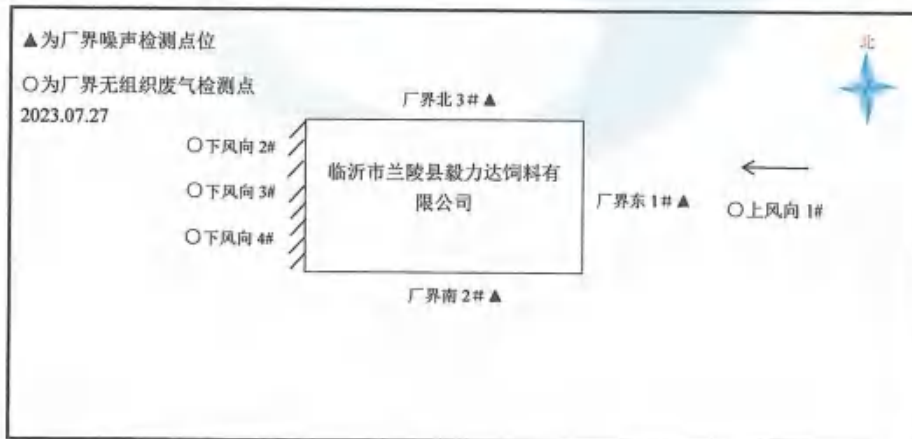 ▲为厂界噪声检测点位
北
○为厂界无组织废气检测点
2023.07.27
厂界北 3# ▲
○下风向 2#
○下风向 3#
○下风向 4#
临沂市兰陵县毅力达饲料有
限公司
厂界东 1# ▲
○上风向 1#
厂界南 2# ▲